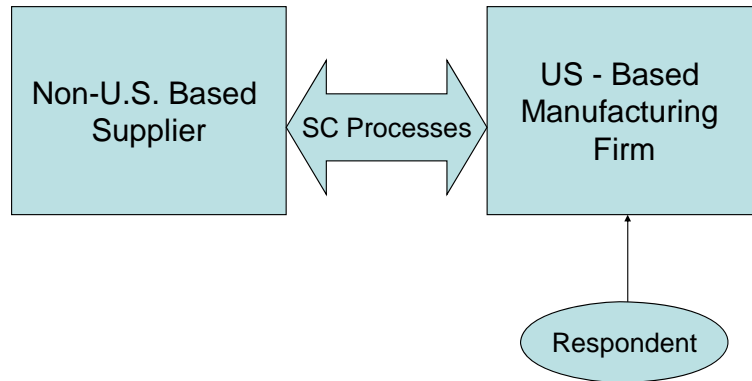 Non-U.S. Based
Supplier
SC Processes
US - Based
Manufacturing
Firm
Respondent